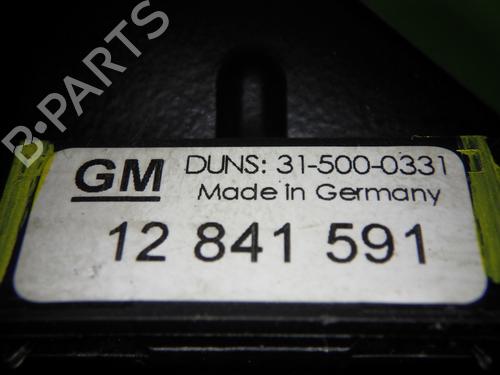 B-PARTS
GM DUNS: 31-500-0331
Made in Germany
12 841 591